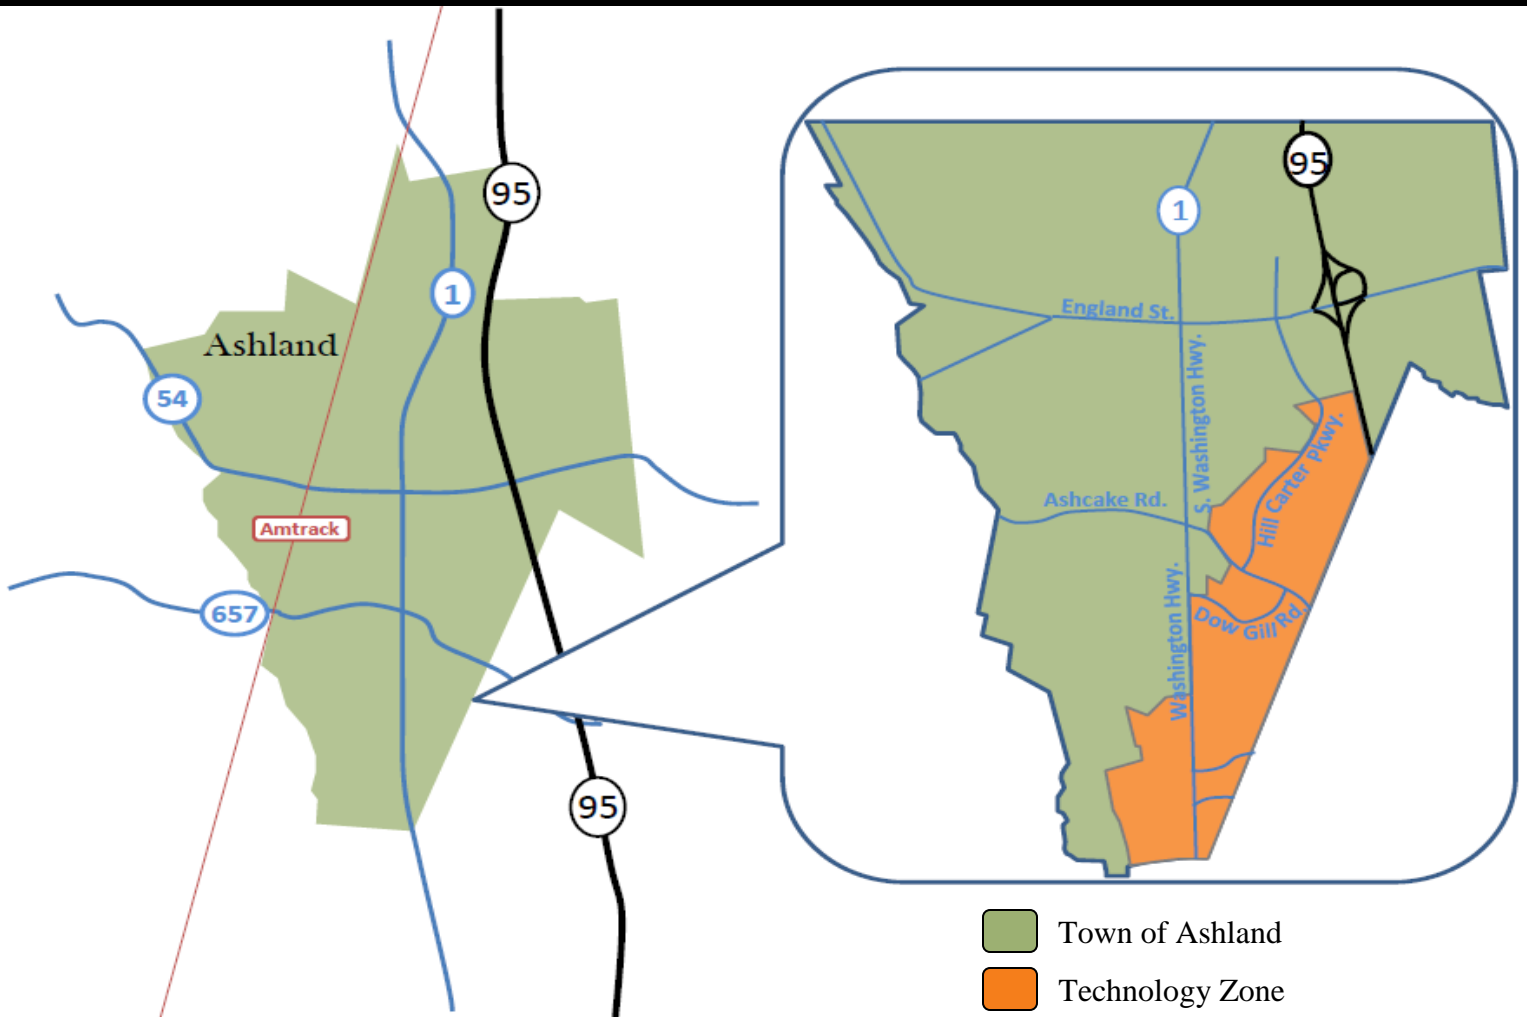 95
1
Ashland
54
Amtrack
657
95
95
1
England St.
S. Washington Hwy.
Hill Carter Pkwy.
Ashcake Rd.
Washington Hwy.
Dow Gill Rd.
Town of Ashland
Technology Zone